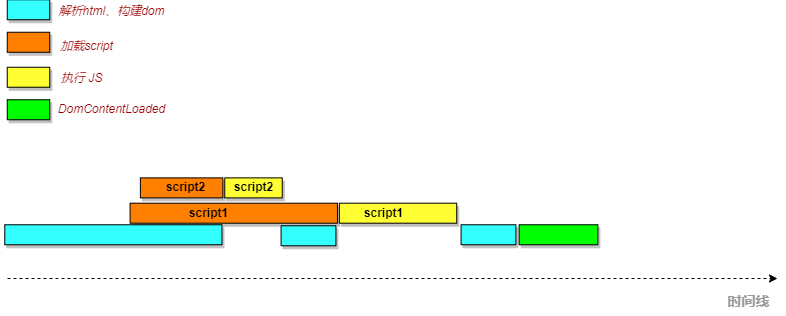 解析html、构建dom
加载script
执行 JS
DomContentLoaded
script2 script2
script1 script1
时间线